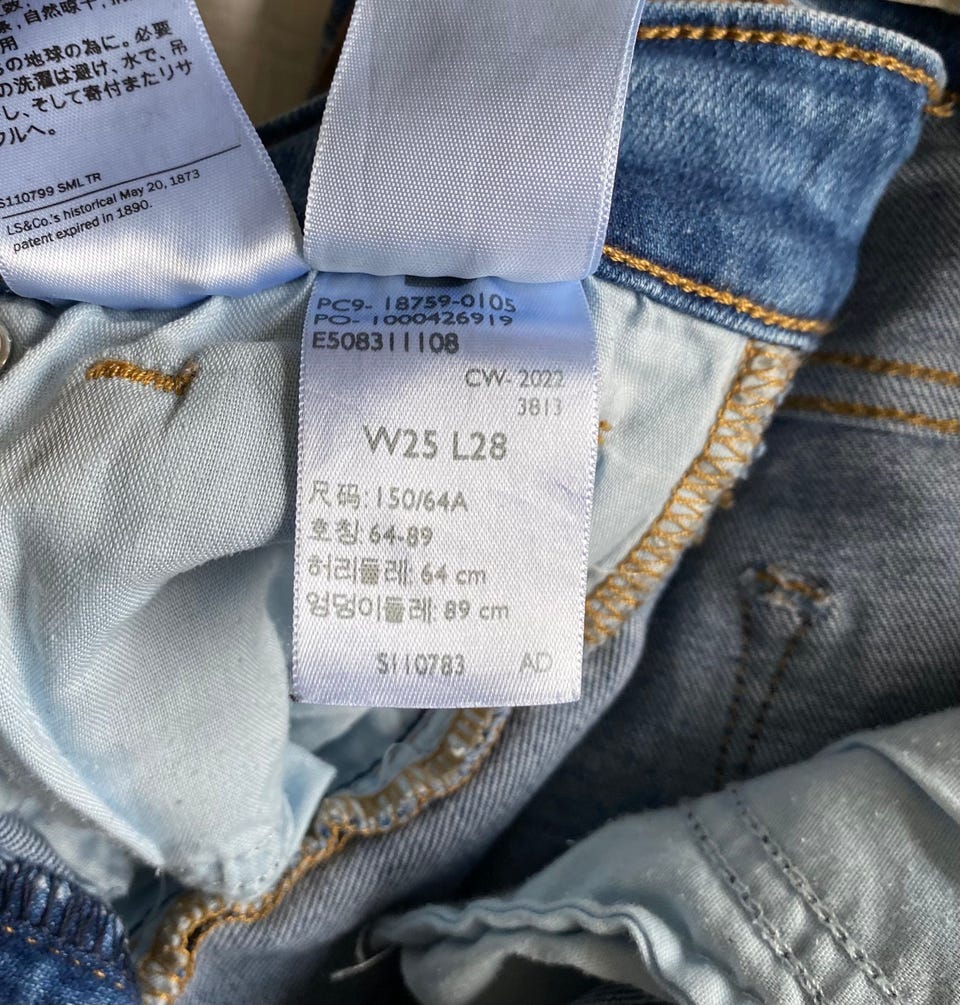 自然晾干
用
の地球の為に。必要
の洗濯は避け、水で、吊
し、そして寄付またリサ
クルへ。
S110799 SML TR
LS&Co.'s historical May 20, 1873
patent expired in 1890.
PC9- 18759-0105
PO- 1000426919
E508311108
CW- 2022
3813
W25 L28
尺码: 150/64A
호칭: 64-89
허리둘레: 64 cm
엉덩이둘레: 89 cm
S110783 AD